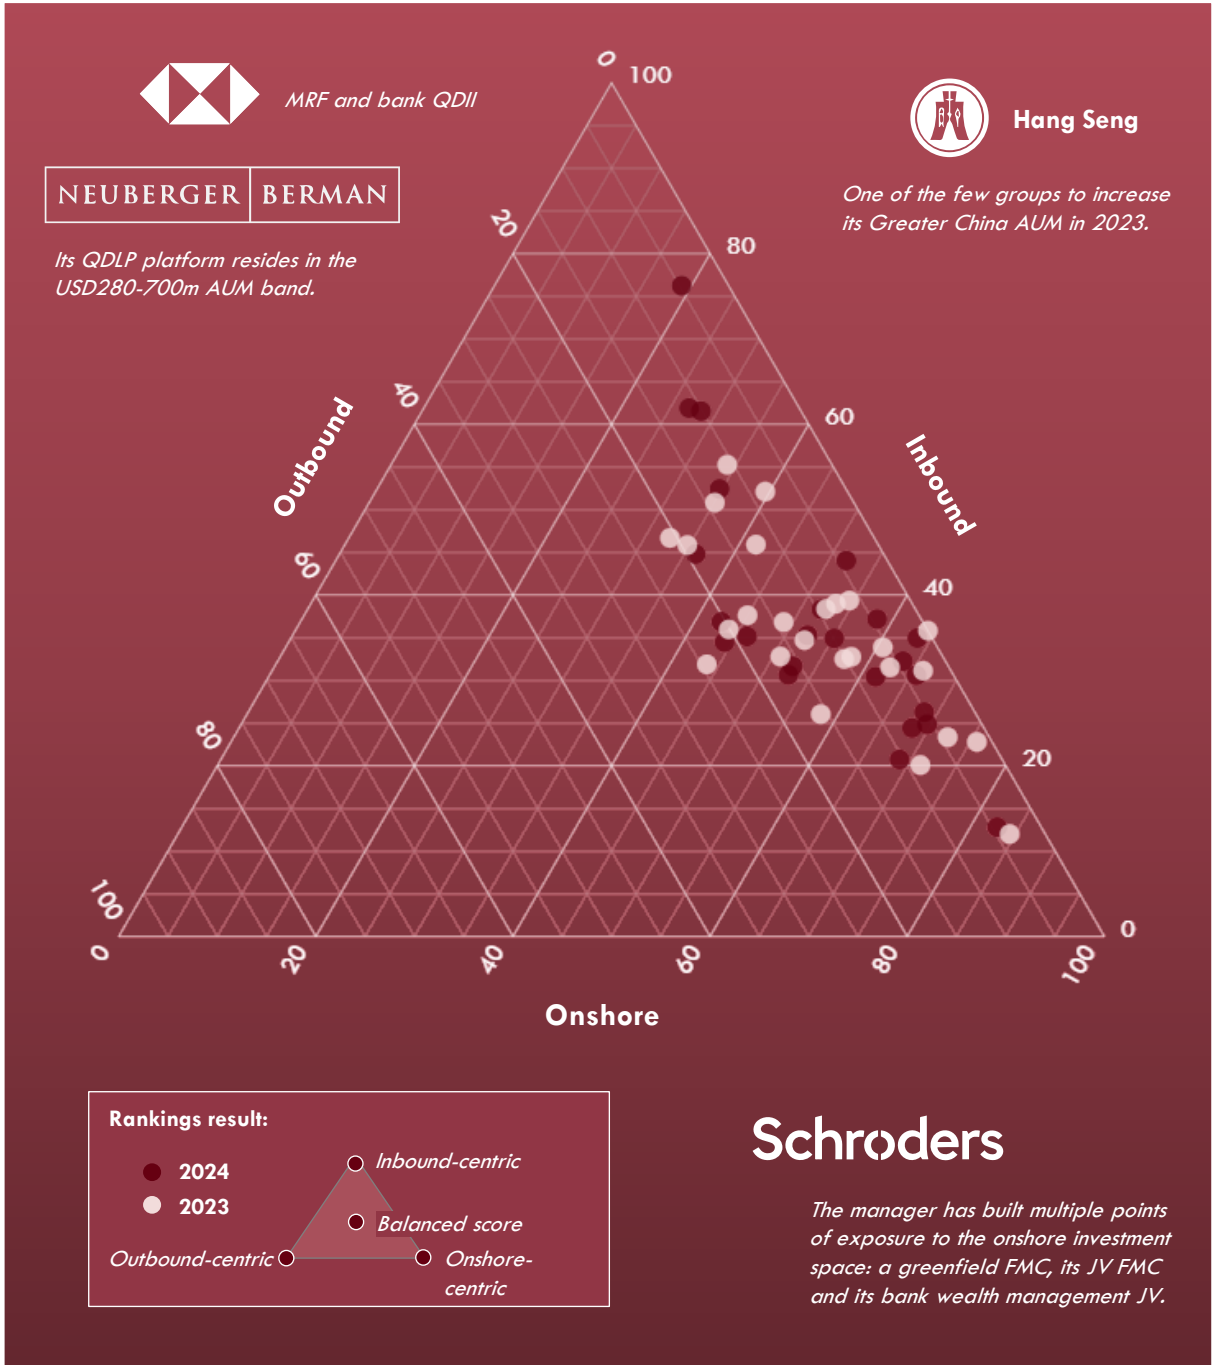 MRF and bank QDII
NEUBERGER BERMAN
Its QDLP platform resides in the
USD280-700m AUM band.
Hang Seng
One of the few groups to increase
its Greater China AUM in 2023.
0
100
20
80
40
60
Outbound
Inbound
60
40
80
20
100
0
0
20
40
60
80
100
Onshore
Rankings result:
2024
2023
Inbound-centric
Balanced score
Outbound-centric
Onshore-
centric
Schroders
The manager has built multiple points
of exposure to the onshore investment
space: a greenfield FMC, its JV FMC
and its bank wealth management JV.